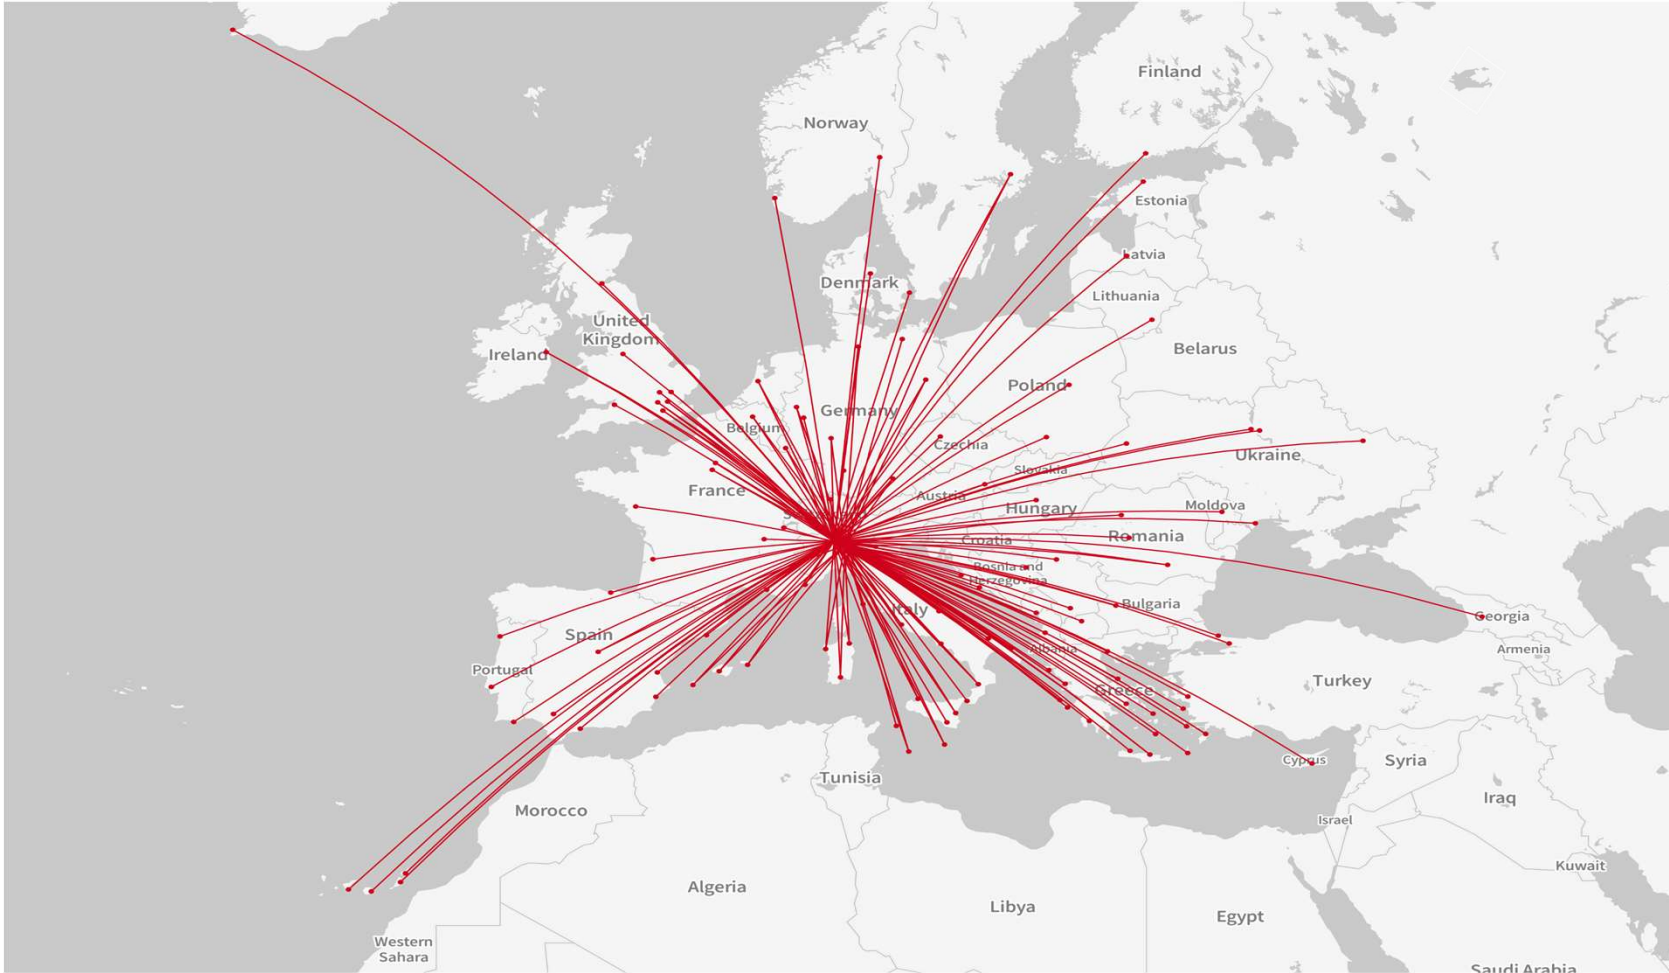 Finland
Norway
Estonia
Latvia
Denmark
Lithuania
United
Kingdom
Belarus
Ireland
Poland
Germany
Belgium
Czechia
Ukraine
Slovakia
France
Austria
Moldova
Hungary
Romania
Croatia
Bosnia and
Herzegovina
Bulgaria
Italy
Georgia
Spain
Albania
Armenia
Portugal
Turkey
Greece
Cyprus
Syria
Tunisia
Iraq
Morocco
Israel
Kuwait
Algeria
Libya
Egypt
Western
Sahara
Saudi Arabia